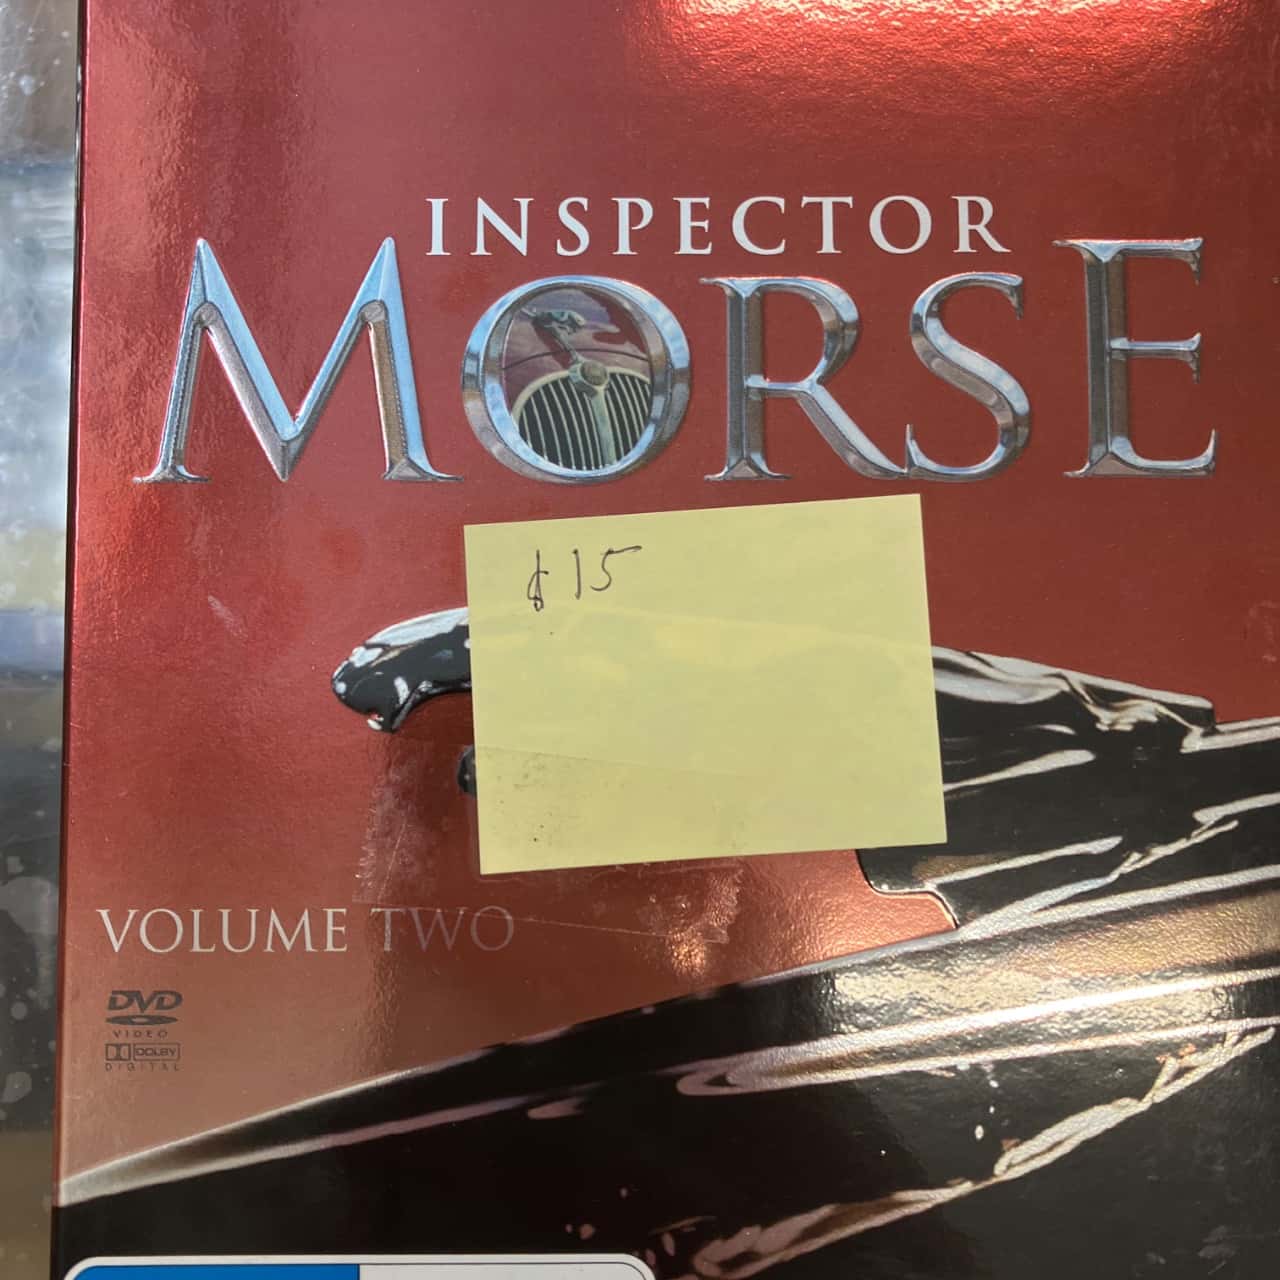 INSPECTOR
MORSE
$15
VOLUME TWO
DVD
VIDEO
DOLBY
DIGITAL